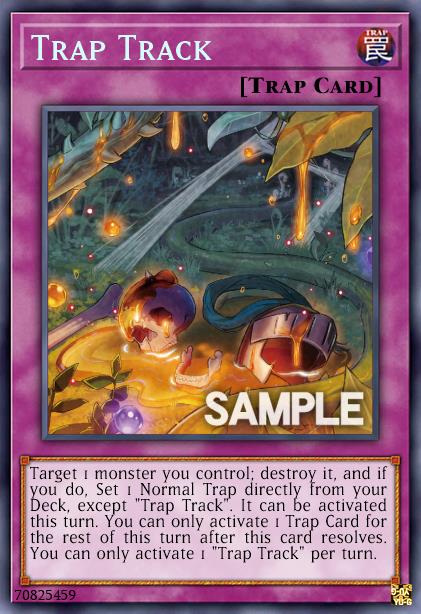 Trap Track
TRAP
罠
[Trap Card]
SAMPLE
Target 1 monster you control; destroy it, and if
you do, Set 1 Normal Trap directly from your
Deck, except "Trap Track". It can be activated
this turn. You can only activate 1 Trap Card for
the rest of this turn after this card resolves.
You can only activate 1 "Trap Track" per turn.
70825459